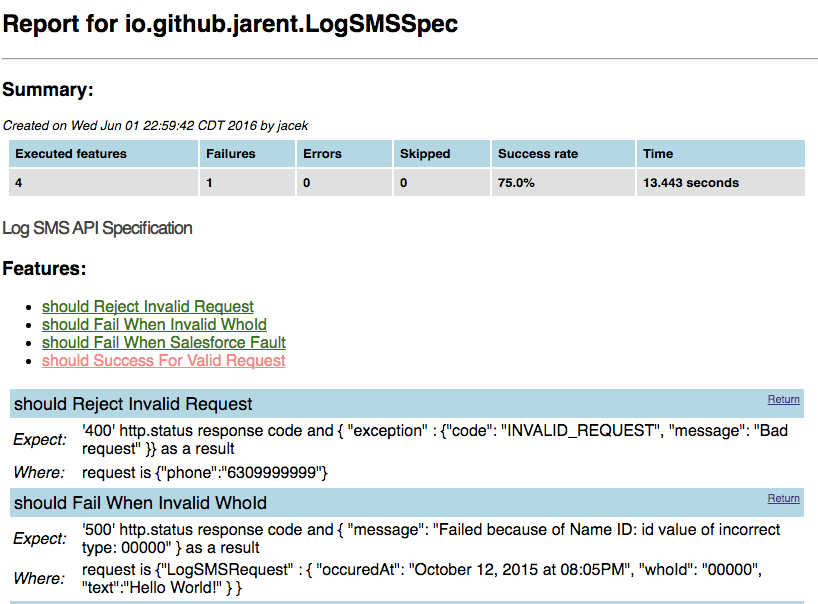 Report for io.github.jarent.LogSMSSpec
Summary:
Created on Wed Jun 01 22:59:42 CDT 2016 by jacek
Executed features Failures Errors Skipped Success rate Time
4 1 0 0 75.0% 13.443 seconds
Log SMS API Specification
Features:
should Reject Invalid Request
should Fail When Invalid WhoId
should Fail When Salesforce Fault
should Success For Valid Request
should Reject Invalid Request Return
Expect: '400' http.status response code and { "exception" : {"code": "INVALID_REQUEST", "message": "Bad
request" }} as a result
Where: request is {"phone":"6309999999"}
should Fail When Invalid WhoId Return
Expect: '500' http.status response code and { "message": "Failed because of Name ID: id value of incorrect
type: 00000" } as a result
Where: request is {"LogSMSRequest" : { "occuredAt": "October 12, 2015 at 08:05PM", "whoId": "00000",
"text":"Hello World!" } }